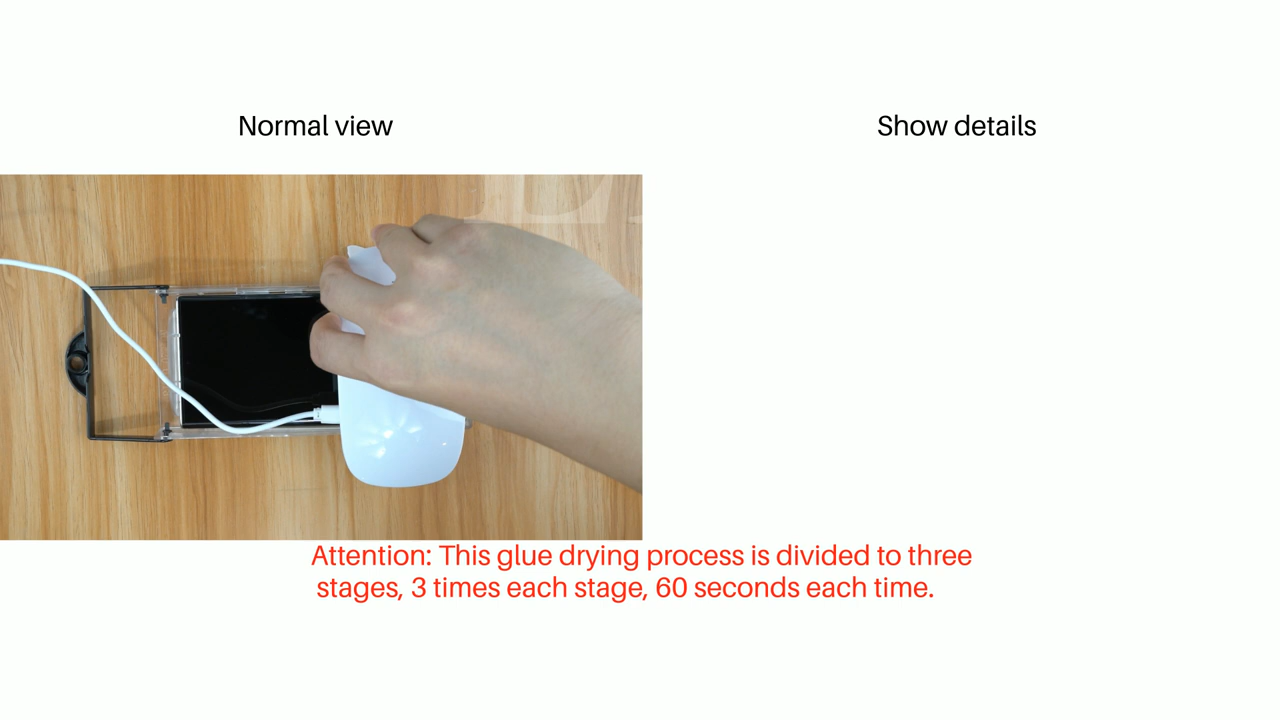 Normal view
Show details
Attention: This glue drying process is divided to three
stages, 3 times each stage, 60 seconds each time.